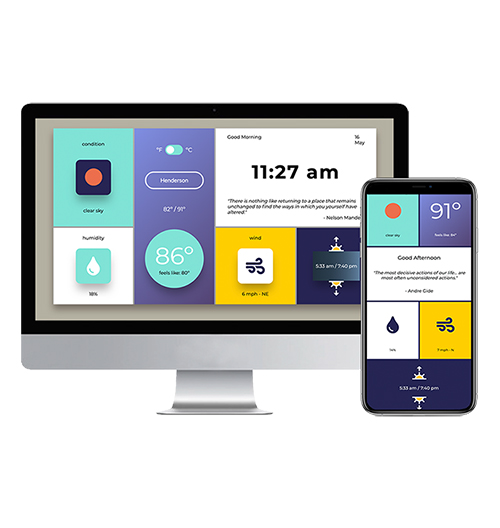 condition
clear sky
humidity
18%
°F °C
Henderson
82° / 91°
86°
feels like: 80°
Good Morning
16
May
11:27 am
"There is nothing like returning to a place that remains
unchanged to find the ways in which you yourself have
altered."
- Nelson Mande
wind
6 mph - NE
5:33 am / 7:40 pm
clear sky
91°
feels like: 84°
Good Afternoon
"The most decisive actions of our life... are
most often unconsidered actions."
- Andre Gide
14%
7 mph - N
5:33 am / 7:40 pm